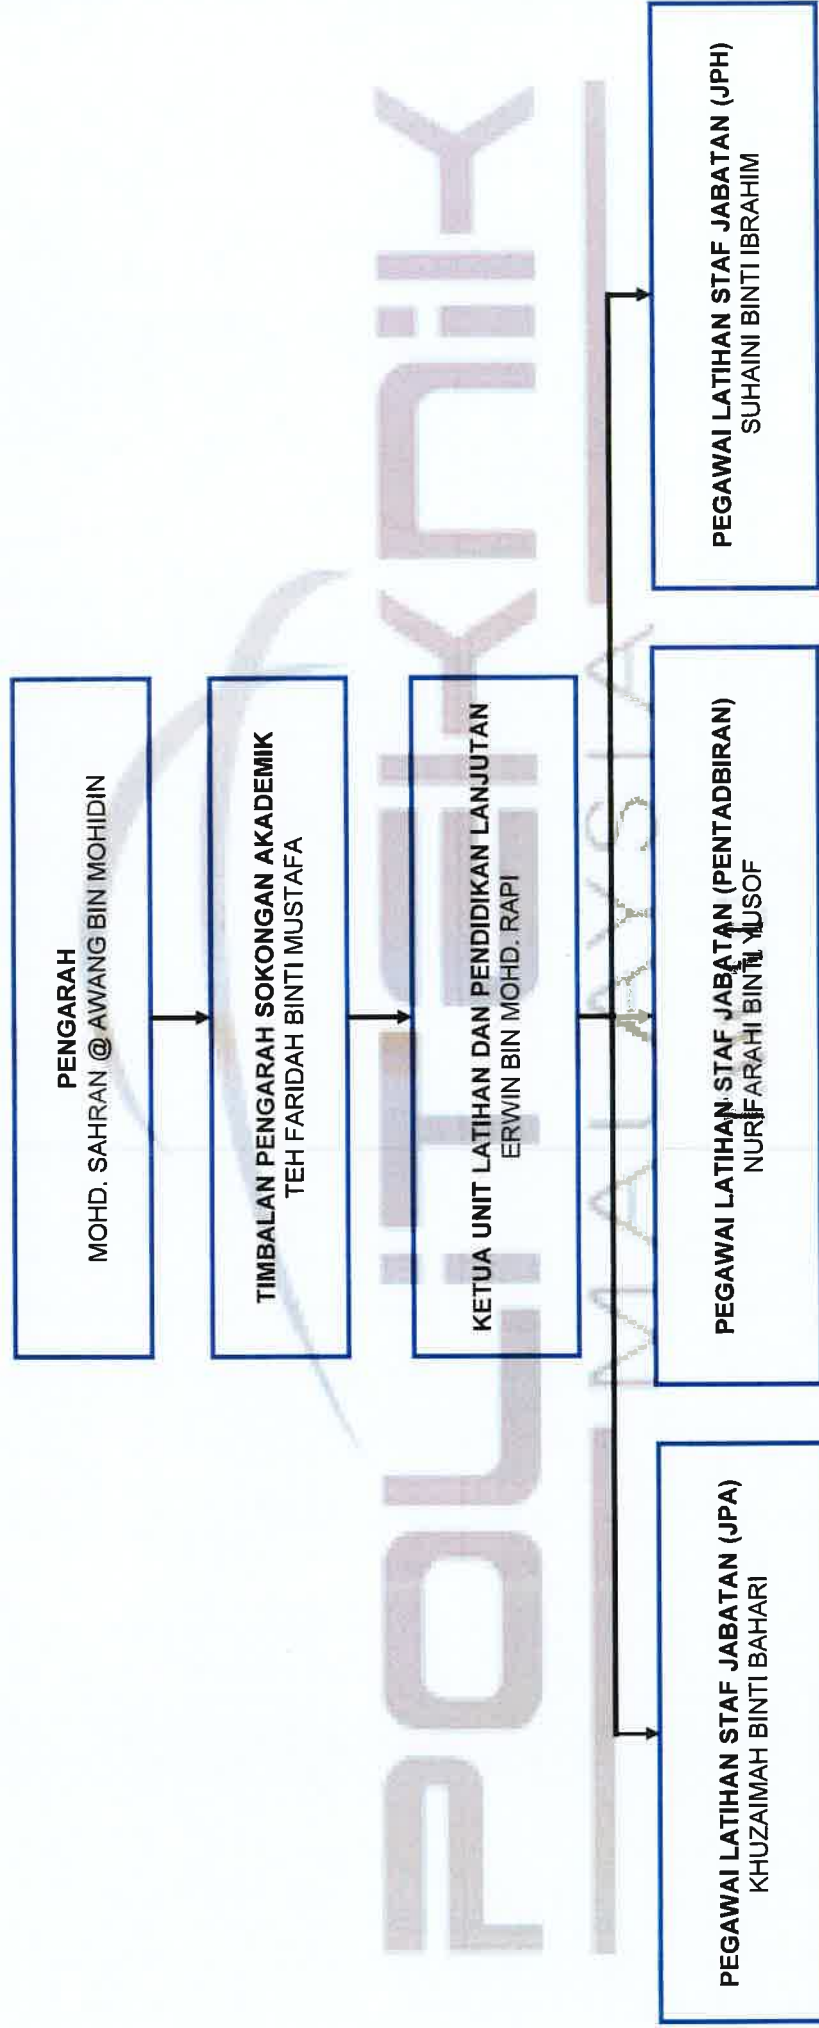 PENGARAH
MOHD. SAHRAN @ AWANG BIN MOHIDIN
TIMBALAN PENGARAH SOKONGAN AKADEMIK
TEH FARIDAH BINTI MUSTAFA
KETUA UNIT LATIHAN DAN PENDIDIKAN LANJUTAN
ERWIN BIN MOHD. RAPI
PEGAWAI LATIHAN STAF JABATAN (JPA)
KHUZAIMAH BINTI BAHARI
PEGAWAI LATIHAN STAF JABATAN (PENTADBIRAN)
NURIFARAHI BINTI YUSOF
PEGAWAI LATIHAN STAF JABATAN (JPH)
SUHAINI BINTI IBRAHIM
POLiTEKNiK
MALAYSIA